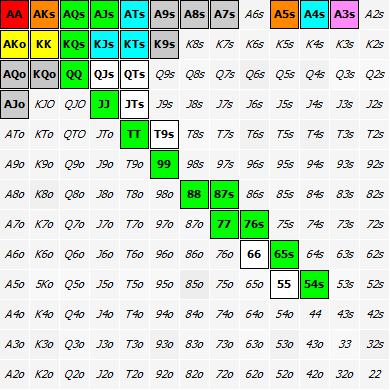 AA AKs AQs AJs ATs A9s A8s A7s A6s A5s A4s A3s A2s
AKo KK KQs KJs KTs K9s K8s K7s K6s K5s K4s K3s K2s
AQo KQo QQ QJs QTs Q9s Q8s Q7s Q6s Q5s Q4s Q3s Q2s
AJo KJO QJO JJ JTs J9s J8s J7s J6s J5s J4s J3s J2s
ATo KTo QTO JTo TT T9s T8s T7s T6s T5s T4s T3s T2s
A9o K9o Q9o J9o T9o 99 98s 97s 96s 95s 94s 93s 92s
A8o K8o Q8o J8o T8o 98o 88 87s 86s 85s 84s 83s 82s
A7o K7o Q7o J7o T7o 97o 87o 77 76s 75s 74s 73s 72s
A6o K6o Q6o J6o T6o 96o 86o 76o 66 65s 64s 63s 62s
A5o 5Ko Q5o J5o T5o 95o 85o 75o 65o 55 54s 53s 52s
A4o K4o Q4o J4o T4o 94o 84o 74o 64o 54o 44 43s 42s
A3o K3o Q3o J3o T3o 93o 83o 73o 63o 53o 43o 33 32s
A2o K2o Q2o J2o T2o 92o 82o 72o 62o 52o 42o 32o 22